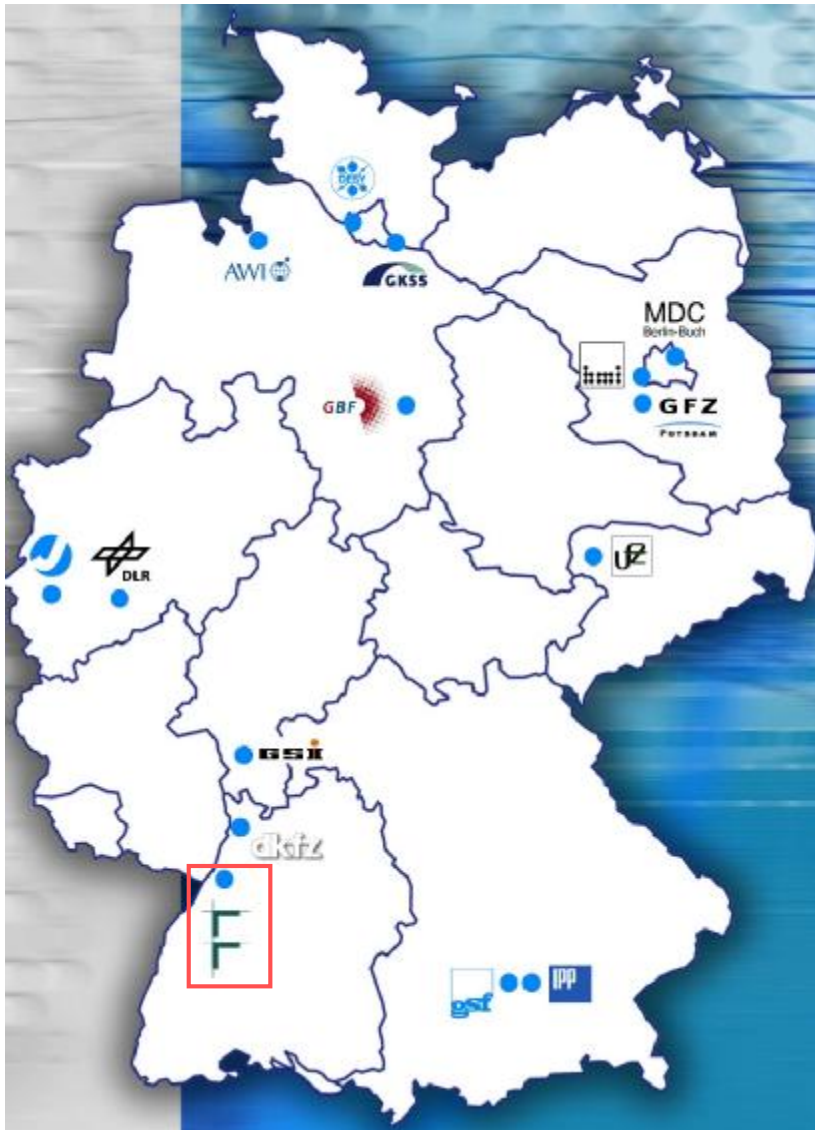 DESY
AWI
GKSS
MDC
Berlin-Buch
hmi
GBF
GFZ
POTSDAM
DLR
UFZ
GSI
dkfz
gsf
IPP